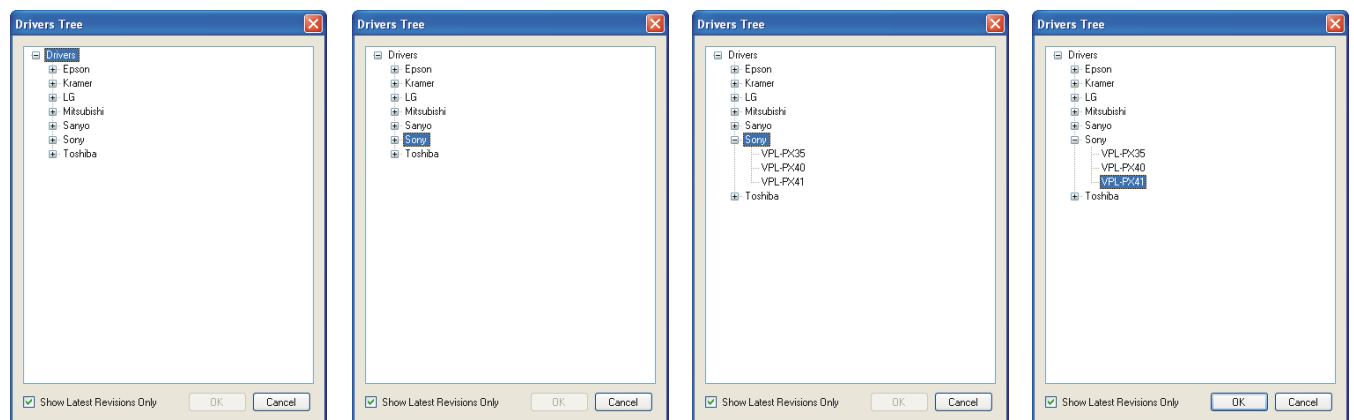 Drivers Tree
Drivers
Epson
Kramer
LG
Mitsubishi
Sanyo
Sony
Toshiba
Show Latest Revisions Only OK Cancel
Drivers Tree
Drivers
Epson
Kramer
LG
Mitsubishi
Sanyo
Sony
Toshiba
Show Latest Revisions Only OK Cancel
Drivers Tree
Drivers
Epson
Kramer
LG
Mitsubishi
Sanyo
Sony
VPL-PX35
VPL-PX40
VPL-PX41
Toshiba
Show Latest Revisions Only OK Cancel
Drivers Tree
Drivers
Epson
Kramer
LG
Mitsubishi
Sanyo
Sony
VPL-PX35
VPL-PX40
VPL-PX41
Toshiba
Show Latest Revisions Only OK Cancel